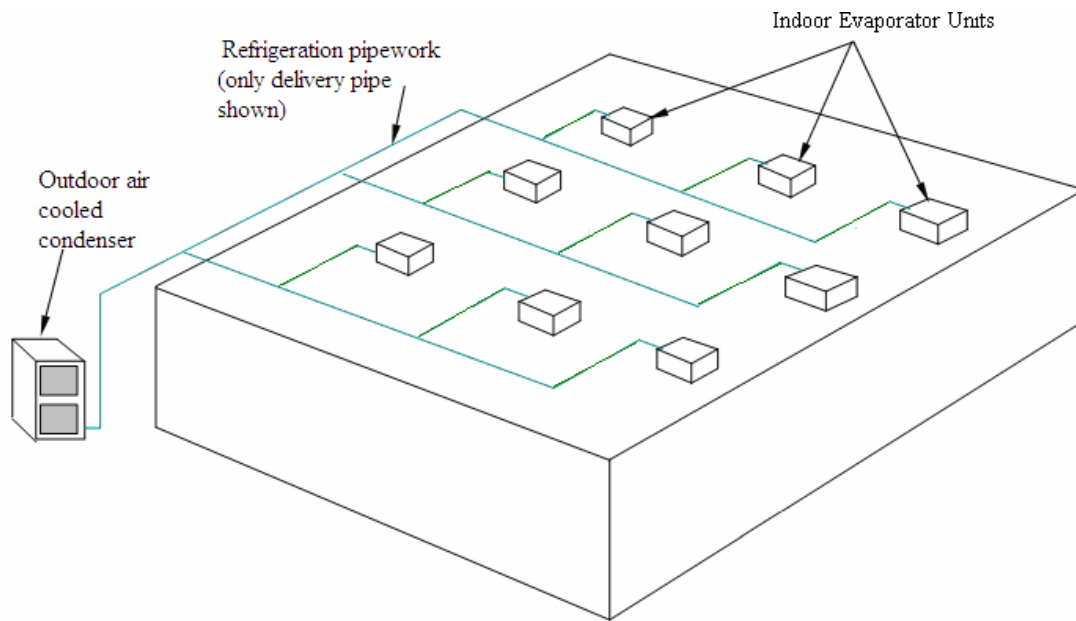 Indoor Evaporator Units
Refrigeration pipework
(only delivery pipe
shown)
Outdoor air
cooled
condenser